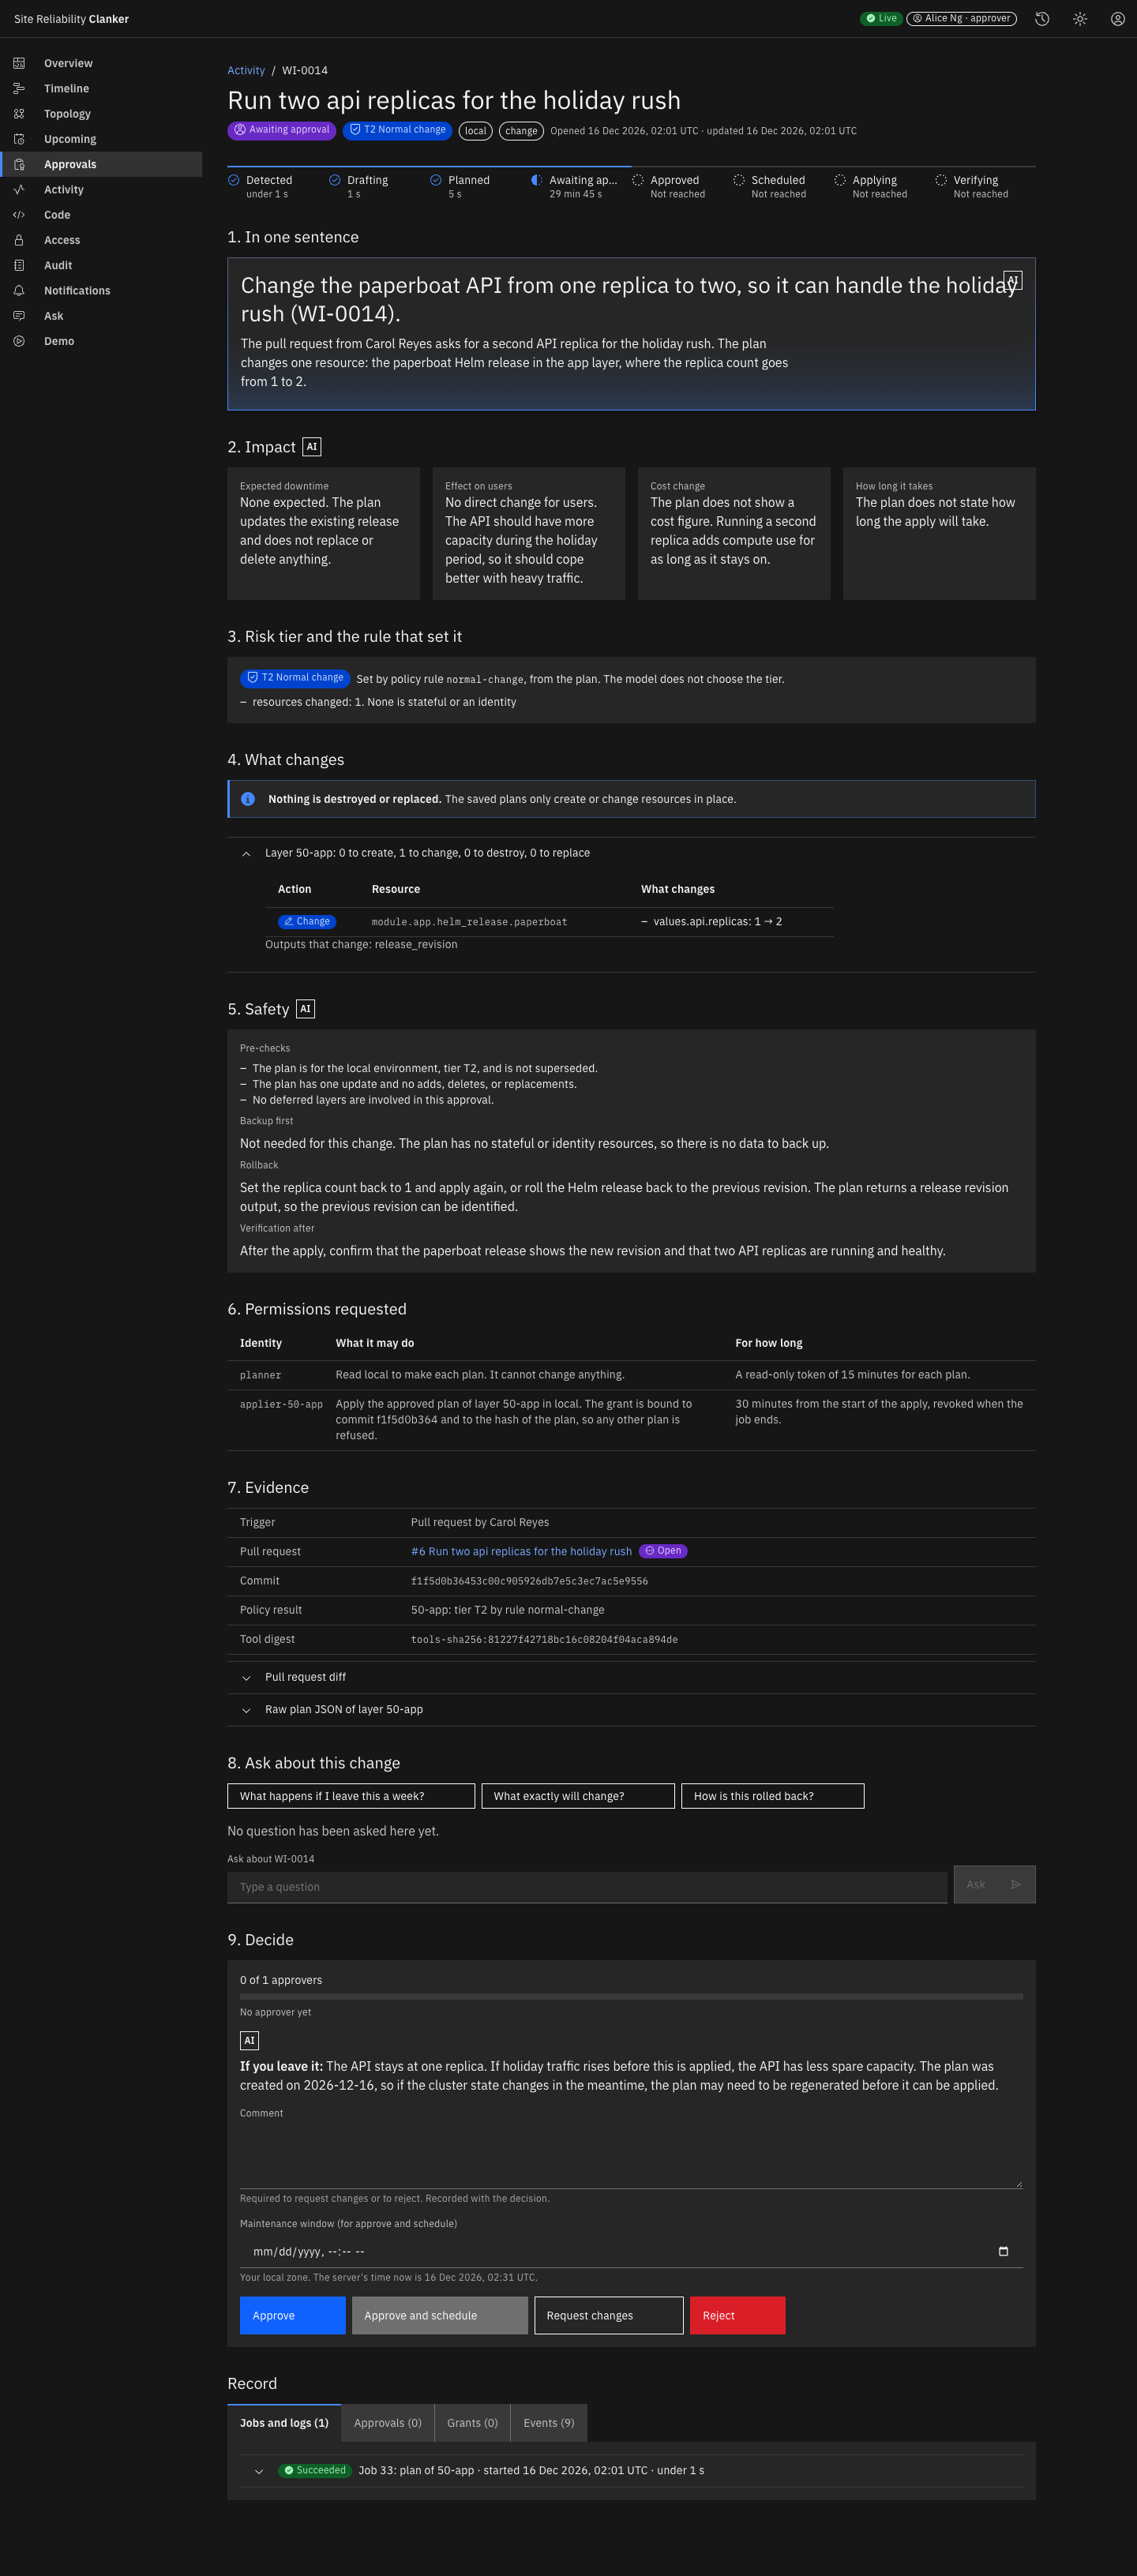 Site Reliability Clanker
Live
Alice Ng · approver
Overview
Timeline
Topology
Upcoming
Approvals
Activity
Code
Access
Audit
Notifications
Ask
Demo
Activity / WI-0014
Run two api replicas for the holiday rush
Awaiting approval T2 Normal change local change Opened 16 Dec 2026, 02:01 UTC · updated 16 Dec 2026, 02:01 UTC
Detected
under 1 s
Drafting
1 s
Planned
5 s
Awaiting ap...
29 min 45 s
Approved
Not reached
Scheduled
Not reached
Applying
Not reached
Verifying
Not reached
1. In one sentence
AI
Change the paperboat API from one replica to two, so it can handle the holiday
rush (WI-0014).
The pull request from Carol Reyes asks for a second API replica for the holiday rush. The plan
changes one resource: the paperboat Helm release in the app layer, where the replica count goes
from 1 to 2.
2. Impact AI
Expected downtime
None expected. The plan
updates the existing release
and does not replace or
delete anything.
Effect on users
No direct change for users.
The API should have more
capacity during the holiday
period, so it should cope
better with heavy traffic.
Cost change
The plan does not show a
cost figure. Running a second
replica adds compute use for
as long as it stays on.
How long it takes
The plan does not state how
long the apply will take.
3. Risk tier and the rule that set it
T2 Normal change Set by policy rule normal-change, from the plan. The model does not choose the tier.
– resources changed: 1. None is stateful or an identity
4. What changes
Nothing is destroyed or replaced. The saved plans only create or change resources in place.
Layer 50-app: 0 to create, 1 to change, 0 to destroy, 0 to replace
Action Resource What changes
Change module.app.helm_release.paperboat – values.api.replicas: 1 → 2
Outputs that change: release_revision
5. Safety AI
Pre-checks
– The plan is for the local environment, tier T2, and is not superseded.
– The plan has one update and no adds, deletes, or replacements.
– No deferred layers are involved in this approval.
Backup first
Not needed for this change. The plan has no stateful or identity resources, so there is no data to back up.
Rollback
Set the replica count back to 1 and apply again, or roll the Helm release back to the previous revision. The plan returns a release revision
output, so the previous revision can be identified.
Verification after
After the apply, confirm that the paperboat release shows the new revision and that two API replicas are running and healthy.
6. Permissions requested
Identity What it may do For how long
planner Read local to make each plan. It cannot change anything. A read-only token of 15 minutes for each plan.
applier-50-app Apply the approved plan of layer 50-app in local. The grant is bound to
commit f1f5d0b364 and to the hash of the plan, so any other plan is
refused.
30 minutes from the start of the apply, revoked when the
job ends.
7. Evidence
Trigger Pull request by Carol Reyes
Pull request #6 Run two api replicas for the holiday rush Open
Commit f1f5d0b36453c00c905926db7e5c3ec7ac5e9556
Policy result 50-app: tier T2 by rule normal-change
Tool digest tools-sha256:81227f42718bc16c08204f04aca894de
Pull request diff
Raw plan JSON of layer 50-app
8. Ask about this change
What happens if I leave this a week? What exactly will change? How is this rolled back?
No question has been asked here yet.
Ask about WI-0014
Type a question Ask
9. Decide
0 of 1 approvers
No approver yet
AI
If you leave it: The API stays at one replica. If holiday traffic rises before this is applied, the API has less spare capacity. The plan was
created on 2026-12-16, so if the cluster state changes in the meantime, the plan may need to be regenerated before it can be applied.
Comment
Required to request changes or to reject. Recorded with the decision.
Maintenance window (for approve and schedule)
mm/dd/yyyy, --:-- --
Your local zone. The server's time now is 16 Dec 2026, 02:31 UTC.
Approve Approve and schedule Request changes Reject
Record
Jobs and logs (1) Approvals (0) Grants (0) Events (9)
Succeeded Job 33: plan of 50-app · started 16 Dec 2026, 02:01 UTC · under 1 s